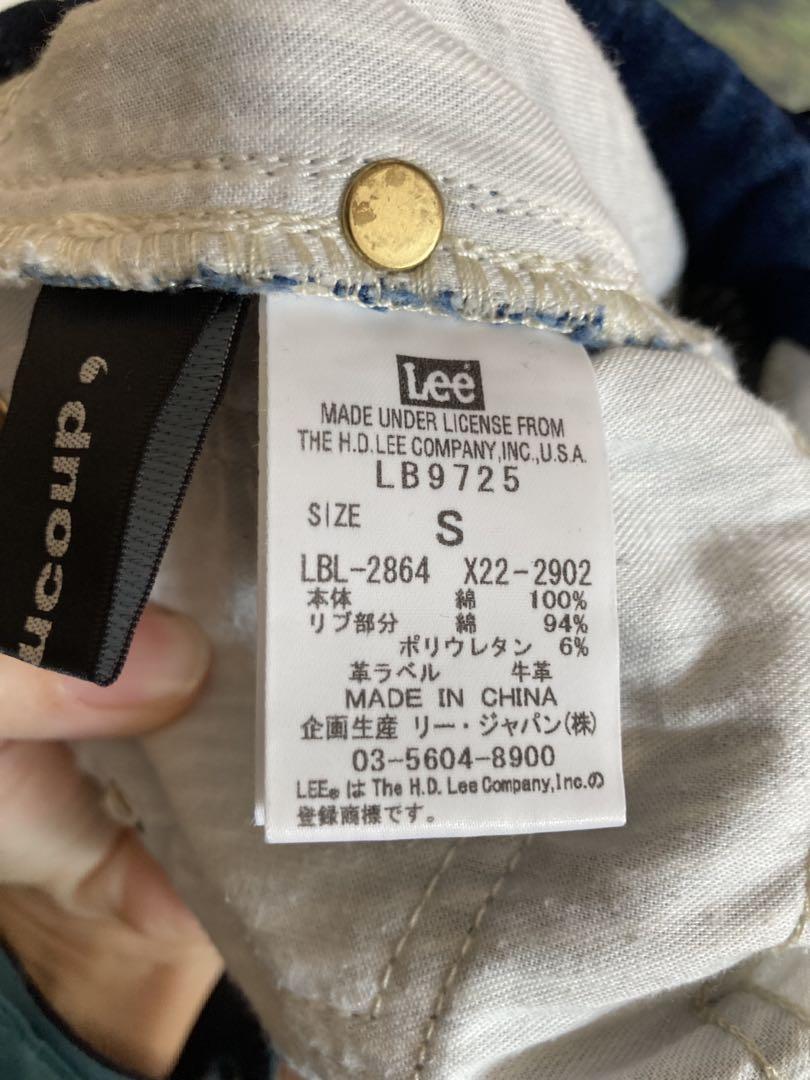 Lee
MADE UNDER LICENSE FROM
THE H.D.LEE COMPANY,INC.,U.S.A.
LB9725
SIZE S
LBL-2864 X22-2902
本体 綿 100%
リブ部分 綿 94%
ポリウレタン 6%
革ラベル 牛革
MADE IN CHINA
企画生産 リー・ジャパン(株)
03-5604-8900
LEE® は The H.D. Lee Company,Inc.の
登録商標です。
ucoup,